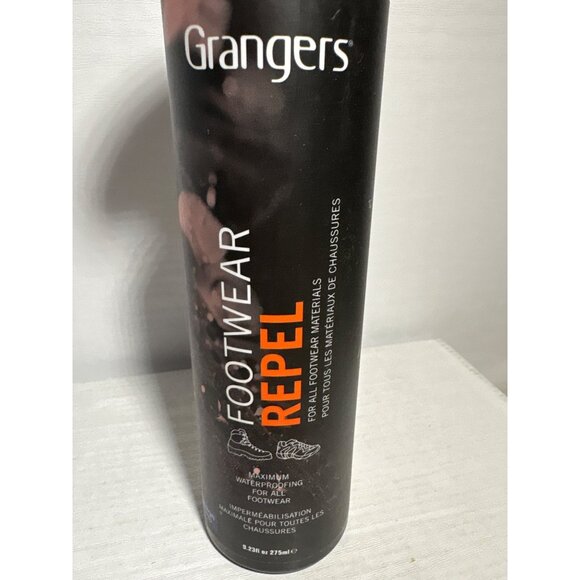 Grangers®
FOOTWEAR
REPEL
FOR ALL FOOTWEAR MATERIALS
POUR TOUS LES MATÉRIAUX DE CHAUSSURES
MAXIMUM
WATERPROOFING
FOR ALL
FOOTWEAR
IMPERMÉABILISATION
MAXIMALE POUR TOUTES LES
CHAUSSURES
9.23fl oz 275ml ℮